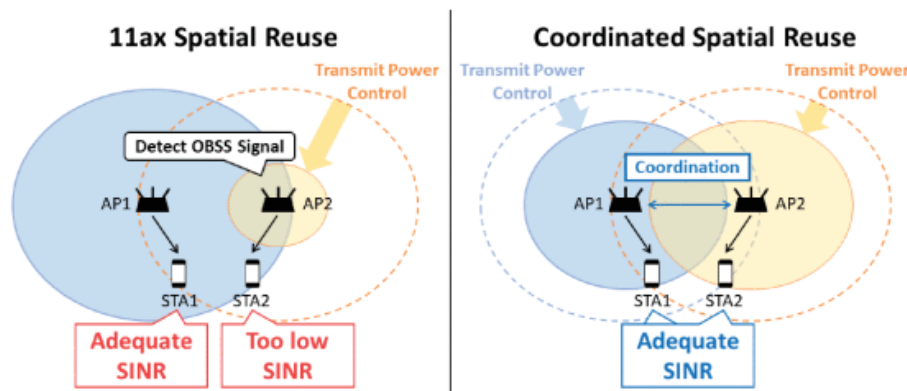 11ax Spatial Reuse
Transmit Power
Control
Detect OBSS Signal
AP1
AP2
STA1
STA2
Adequate
SINR
Too low
SINR
Coordinated Spatial Reuse
Transmit Power
Control
Transmit Power
Control
Coordination
AP1
AP2
STA1
STA2
Adequate
SINR